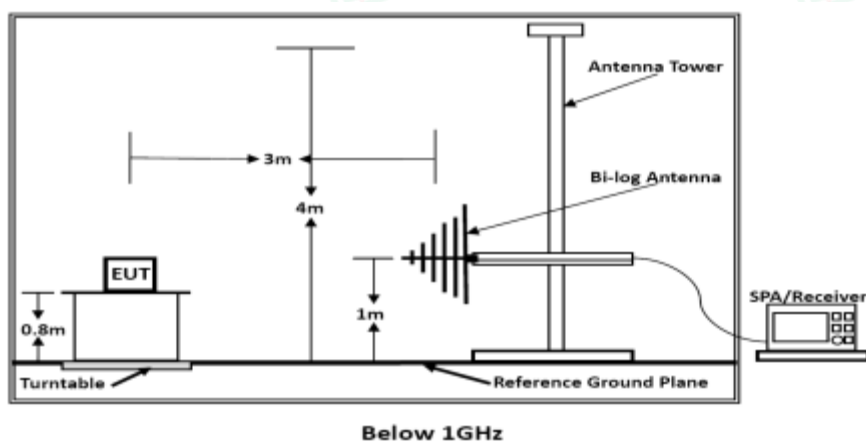 Antenna Tower
3m
Bi-log Antenna
4m
EUT
SPA/Receiver
0.8m
1m
Turntable
Reference Ground Plane
Below 1GHz